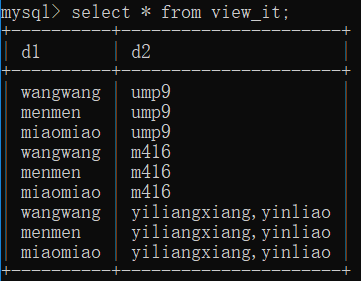 mysql> select * from view_it;
+----------+----------------------+
| d1       | d2                   |
+----------+----------------------+
| wangwang | ump9                 |
| menmen   | ump9                 |
| miaomiao | ump9                 |
| wangwang | m416                 |
| menmen   | m416                 |
| miaomiao | m416                 |
| wangwang | yiliangxiang,yinliao |
| menmen   | yiliangxiang,yinliao |
| miaomiao | yiliangxiang,yinliao |
+----------+----------------------+